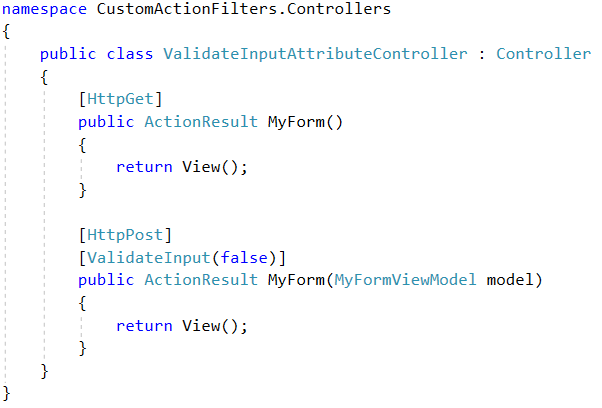 namespace CustomActionFilters.Controllers
{
    public class ValidateInputAttributeController : Controller
    {
        [HttpGet]
        public ActionResult MyForm()
        {
            return View();
        }

        [HttpPost]
        [ValidateInput(false)]
        public ActionResult MyForm(MyFormViewModel model)
        {
            return View();
        }
    }
}